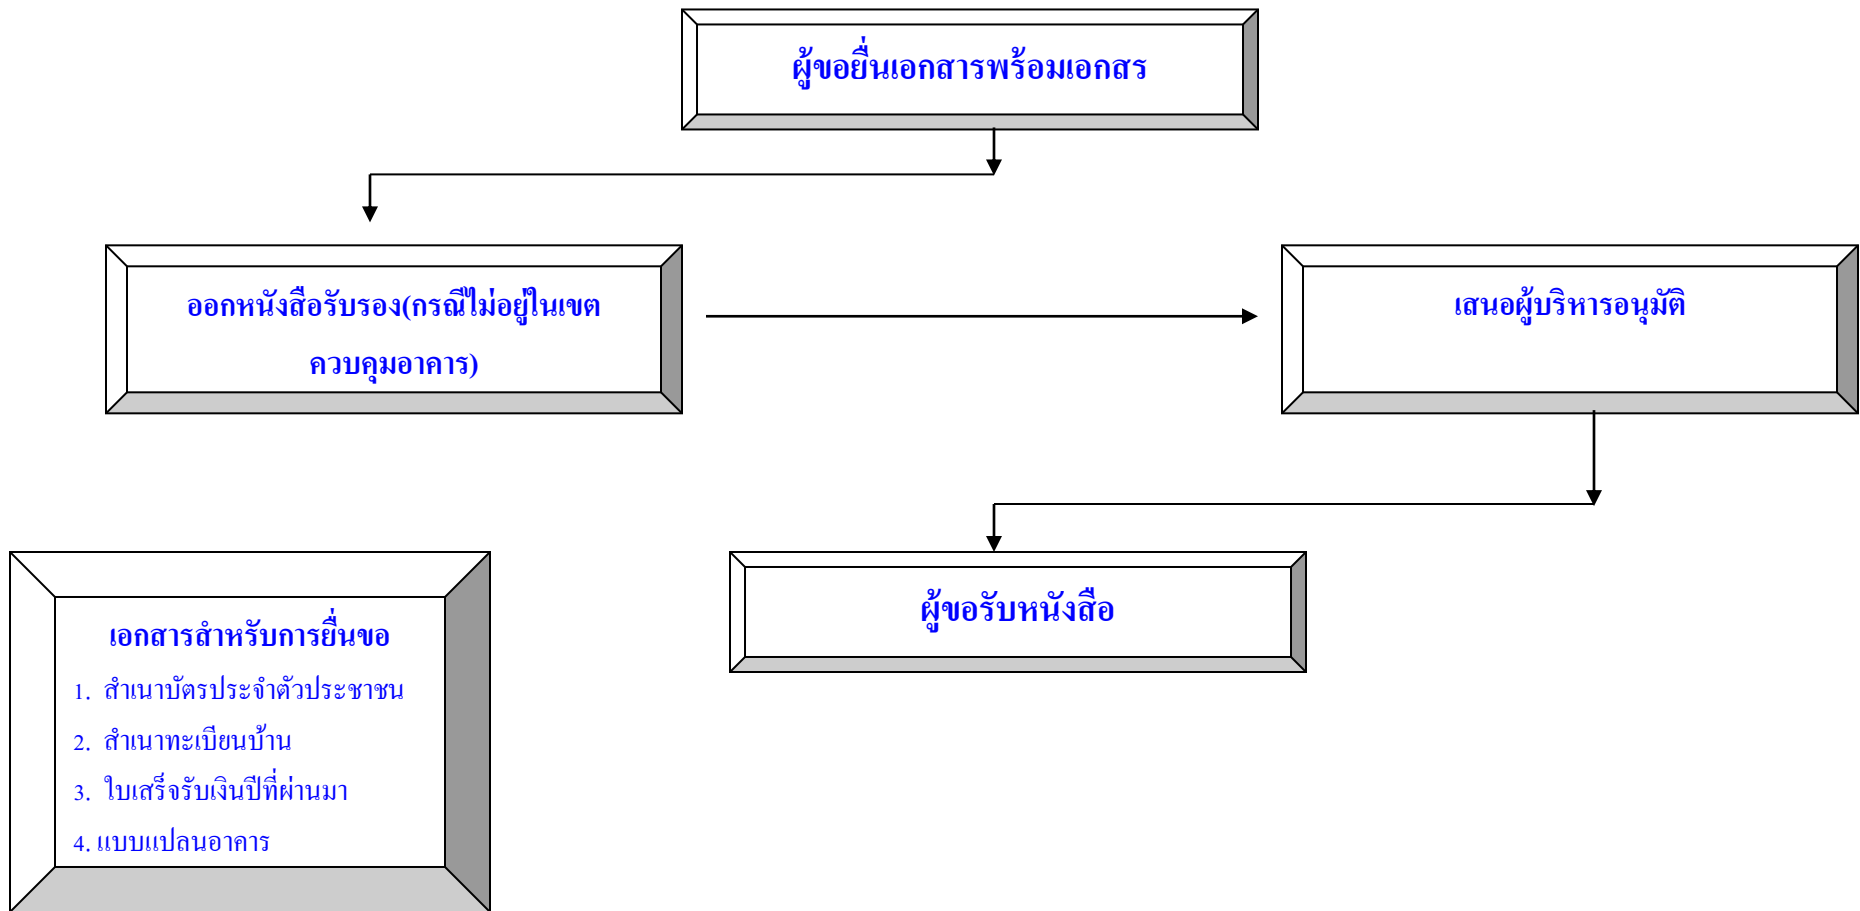 ผู้ขอยื่นเอกสารพร้อมเอกสร
ออกหนังสือรับรอง(กรณีไม่อยู่ในเขต
ควบคุมอาคาร)
เสนอผู้บริหารอนุมัติ
ผู้ขอรับหนังสือ
เอกสารสำหรับการยื่นขอ
1. สำเนาบัตรประจำตัวประชาชน
2. สำเนาทะเบียนบ้าน
3. ใบเสร็จรับเงินปีที่ผ่านมา
4. แบบแปลนอาคาร